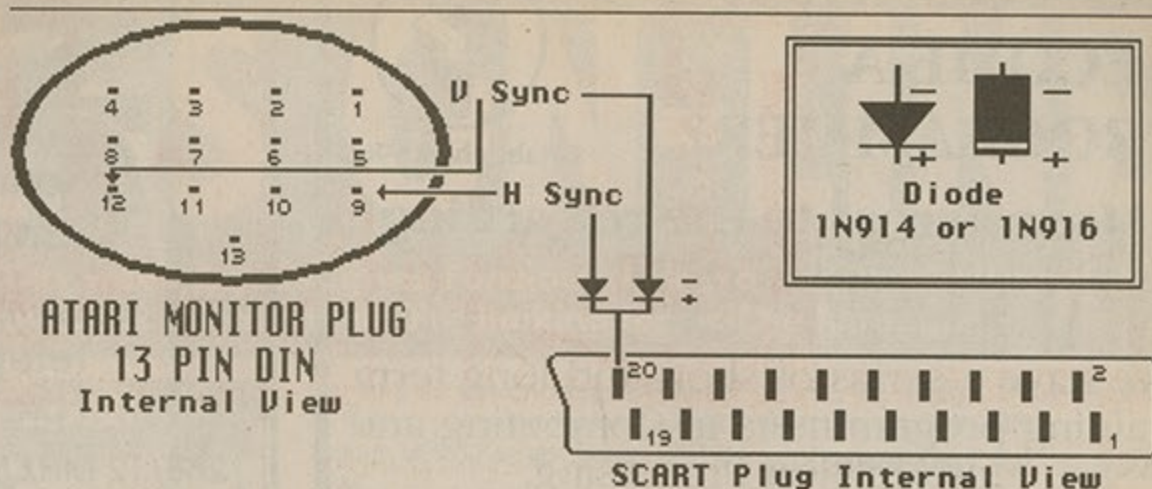 4 3 2 1
8 7 6 5
12 11 10 9
13
V Sync
H Sync
- +
ATARI MONITOR PLUG
13 PIN DIN
Internal View
- -
+ +
Diode
1N914 or 1N916
20 2
19 1
SCART Plug Internal View